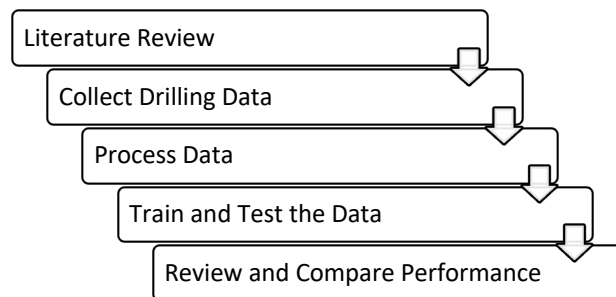 Literature Review
Collect Drilling Data
Process Data
Train and Test the Data
Review and Compare Performance